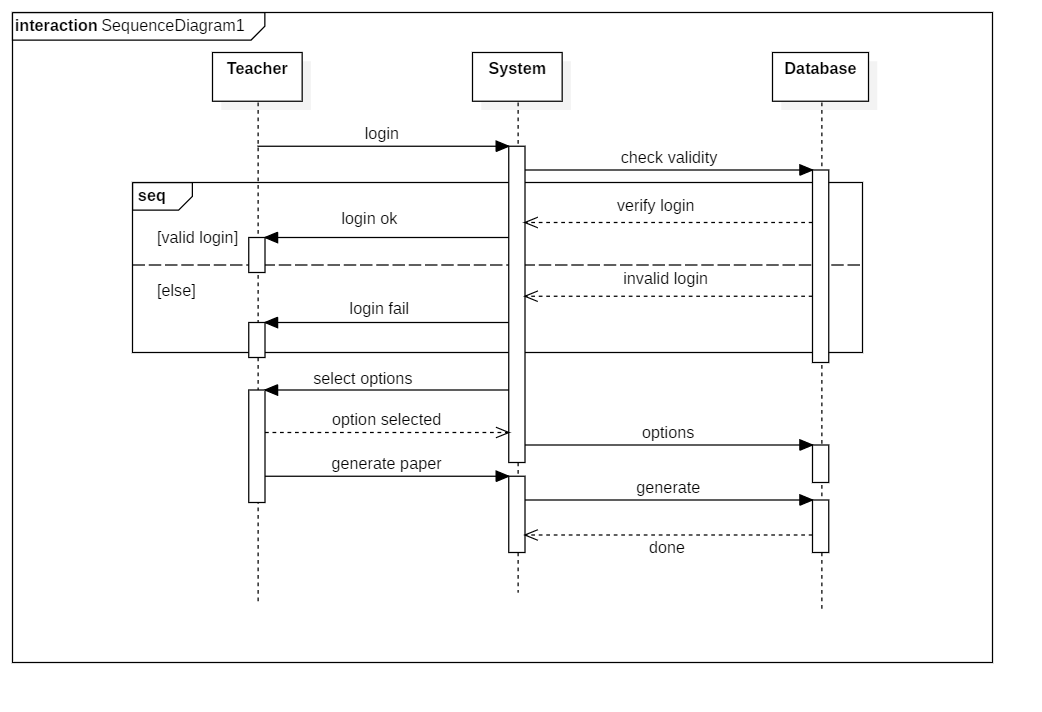 interaction SequenceDiagram1
Teacher
System
Database
login
check validity
seq
verify login
login ok
[valid login]
invalid login
[else]
login fail
select options
option selected
options
generate paper
generate
done